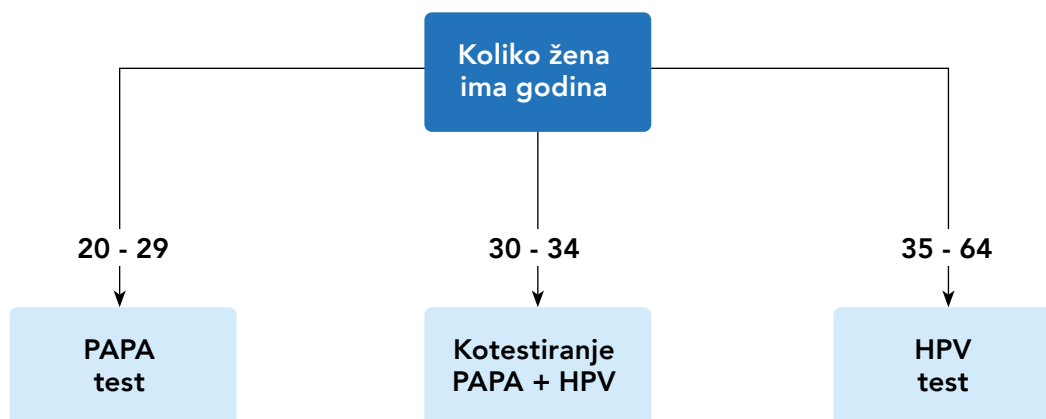 Koliko žena
ima godina
20 - 29
30 - 34
35 - 64
PAPA
test
Kotestiranje
PAPA + HPV
HPV
test